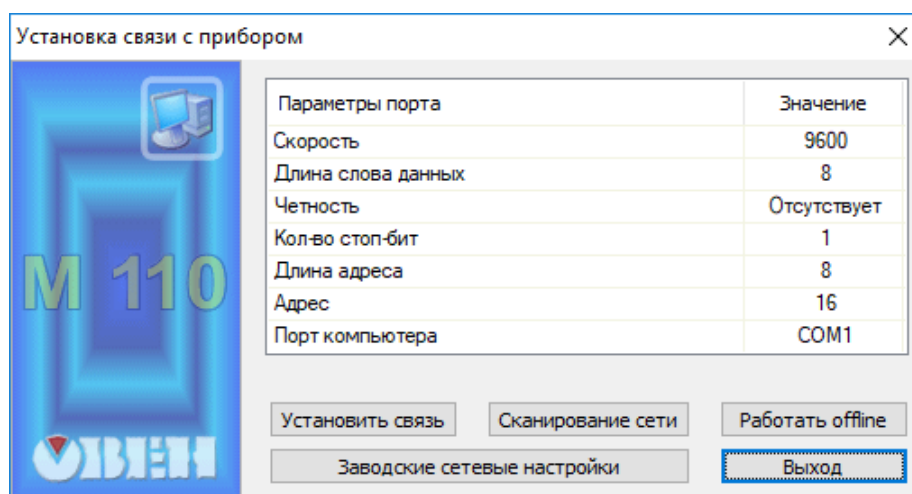 Установка связи с прибором
М 110
ОВЕН
Параметры порта Значение
Скорость 9600
Длина слова данных 8
Четность Отсутствует
Кол-во стоп-бит 1
Длина адреса 8
Адрес 16
Порт компьютера COM1
Установить связь Сканирование сети Работать offline
Заводские сетевые настройки Выход